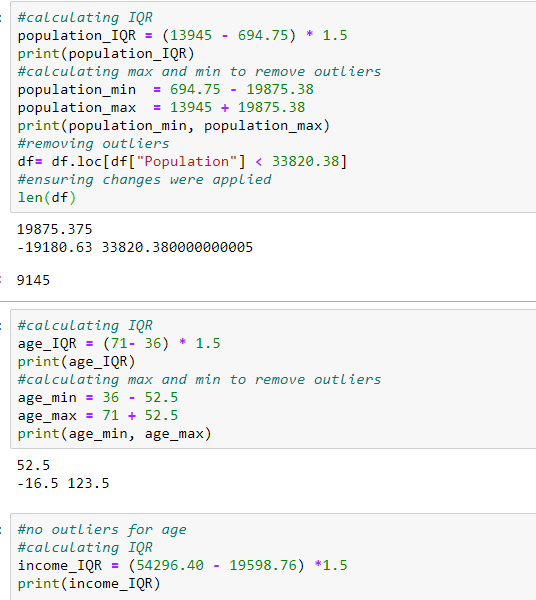 #calculating IQR
population_IQR = (13945 - 694.75) * 1.5
print(population_IQR)
#calculating max and min to remove outliers
population_min  = 694.75 - 19875.38
population_max  = 13945 + 19875.38
print(population_min, population_max)
#removing outliers
df= df.loc[df["Population"] < 33820.38]
#ensuring changes were applied
len(df)
19875.375
-19180.63 33820.380000000005
9145
#calculating IQR
age_IQR = (71- 36) * 1.5
print(age_IQR)
#calculating max and min to remove outliers
age_min = 36 - 52.5
age_max = 71 + 52.5
print(age_min, age_max)
52.5
-16.5 123.5
#no outliers for age
#calculating IQR
income_IQR = (54296.40 - 19598.76) *1.5
print(income_IQR)